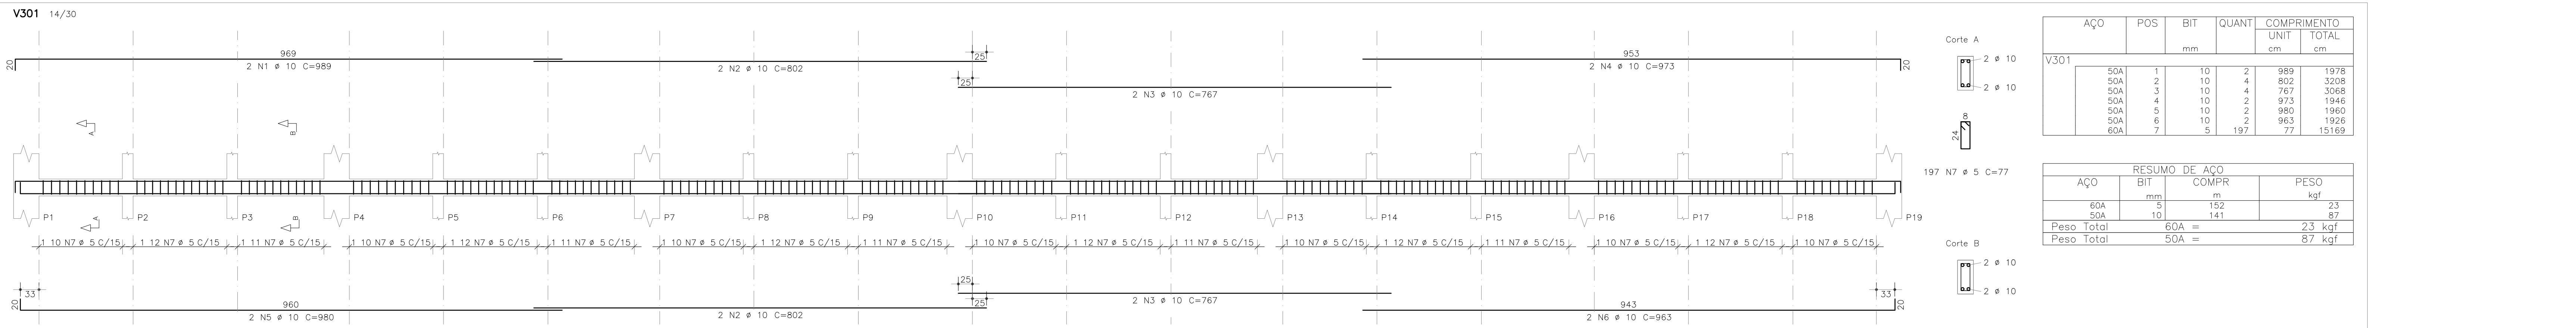 V301 14/30
969
20
2 N1 ø 10 C=989
2 N2 ø 10 C=802
25
25
2 N3 ø 10 C=767
953
20
2 N4 ø 10 C=973
A
B
P1 P2 P3 P4 P5 P6 P7 P8 P9 P10 P11 P12 P13 P14 P15 P16 P17 P18 P19
A
B
1 10 N7 ø 5 C/15 1 12 N7 ø 5 C/15 1 11 N7 ø 5 C/15 1 10 N7 ø 5 C/15 1 12 N7 ø 5 C/15 1 11 N7 ø 5 C/15 1 10 N7 ø 5 C/15 1 12 N7 ø 5 C/15 1 11 N7 ø 5 C/15 1 10 N7 ø 5 C/15 1 12 N7 ø 5 C/15 1 11 N7 ø 5 C/15 1 10 N7 ø 5 C/15 1 12 N7 ø 5 C/15 1 11 N7 ø 5 C/15 1 10 N7 ø 5 C/15 1 12 N7 ø 5 C/15 1 10 N7 ø 5 C/15
33
20
960
2 N5 ø 10 C=980
2 N2 ø 10 C=802
25
25
2 N3 ø 10 C=767
943
2 N6 ø 10 C=963
33
20
Corte A
2 ø 10
2 ø 10
8
24
197 N7 ø 5 C=77
Corte B
2 ø 10
2 ø 10
AÇO POS BIT QUANT COMPRIMENTO
UNIT TOTAL
mm cm cm
V301
50A 1 10 2 989 1978
50A 2 10 4 802 3208
50A 3 10 4 767 3068
50A 4 10 2 973 1946
50A 5 10 2 980 1960
50A 6 10 2 963 1926
60A 7 5 197 77 15169
RESUMO DE AÇO
AÇO BIT COMPR PESO
mm m kgf
60A 5 152 23
50A 10 141 87
Peso Total 60A = 23 kgf
Peso Total 50A = 87 kgf